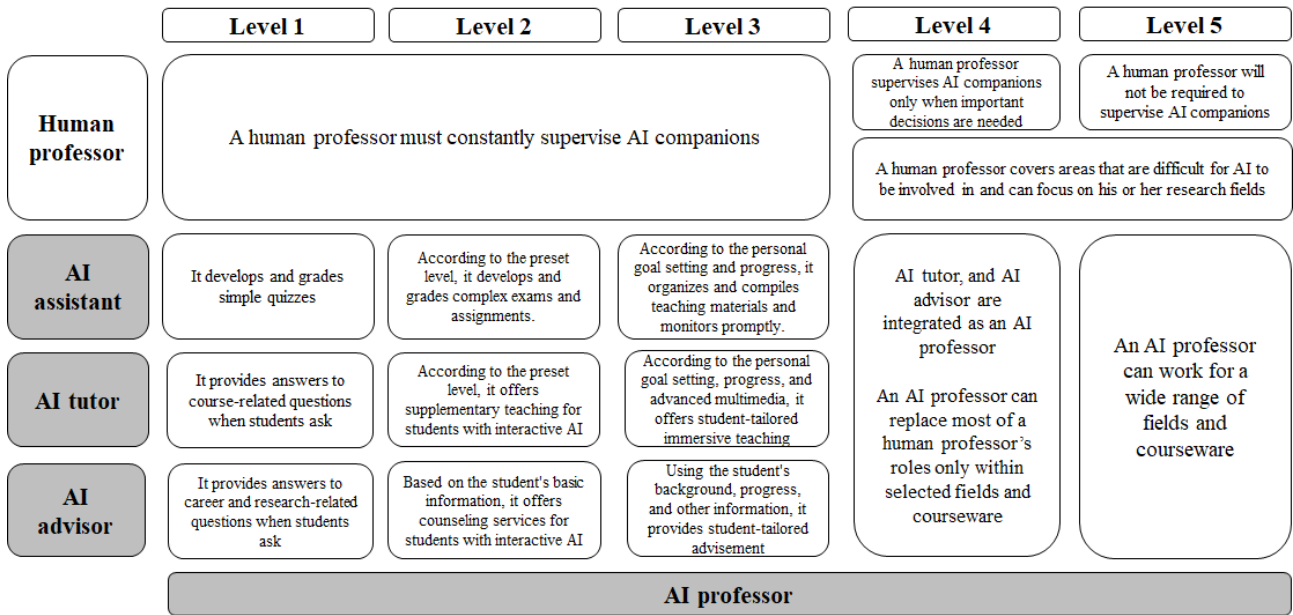 Level 1
Level 2
Level 3
Level 4
Level 5
Human
professor
A human professor must constantly supervise AI companions
A human professor
supervises AI companions
only when important
decisions are needed
A human professor will
not be required to
supervise AI companions
A human professor covers areas that are difficult for AI to
be involved in and can focus on his or her research fields
AI
assistant
It develops and grades
simple quizzes
According to the preset
level, it develops and
grades complex exams and
assignments.
According to the personal
goal setting and progress, it
organizes and compiles
teaching materials and
monitors promptly.
AI tutor, and AI
advisor are
integrated as an AI
professor
An AI professor can
replace most of a
human professor's
roles only within
selected fields and
courseware
An AI professor
can work for a
wide range of
fields and
courseware
AI tutor
It provides answers to
course-related questions
when students ask
According to the preset
level, it offers
supplementary teaching for
students with interactive AI
According to the personal
goal setting, progress, and
advanced multimedia, it
offers student-tailored
immersive teaching
AI
advisor
It provides answers to
career and research-related
questions when students
ask
Based on the student's basic
information, it offers
counseling services for
students with interactive AI
Using the student's
background, progress,
and other information, it
provides student-tailored
advisement
AI professor